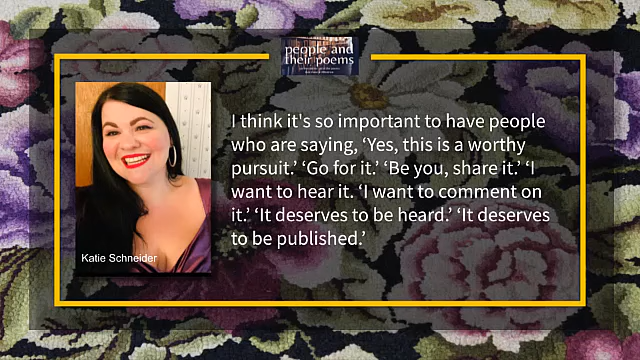 people and
their poems
I think it's so important to have people
who are saying, ‘Yes, this is a worthy
pursuit.’ ‘Go for it.’ ‘Be you, share it.’ ‘I
want to hear it. ‘I want to comment on
it.’ ‘It deserves to be heard.’ ‘It deserves
to be published.’
Katie Schneider